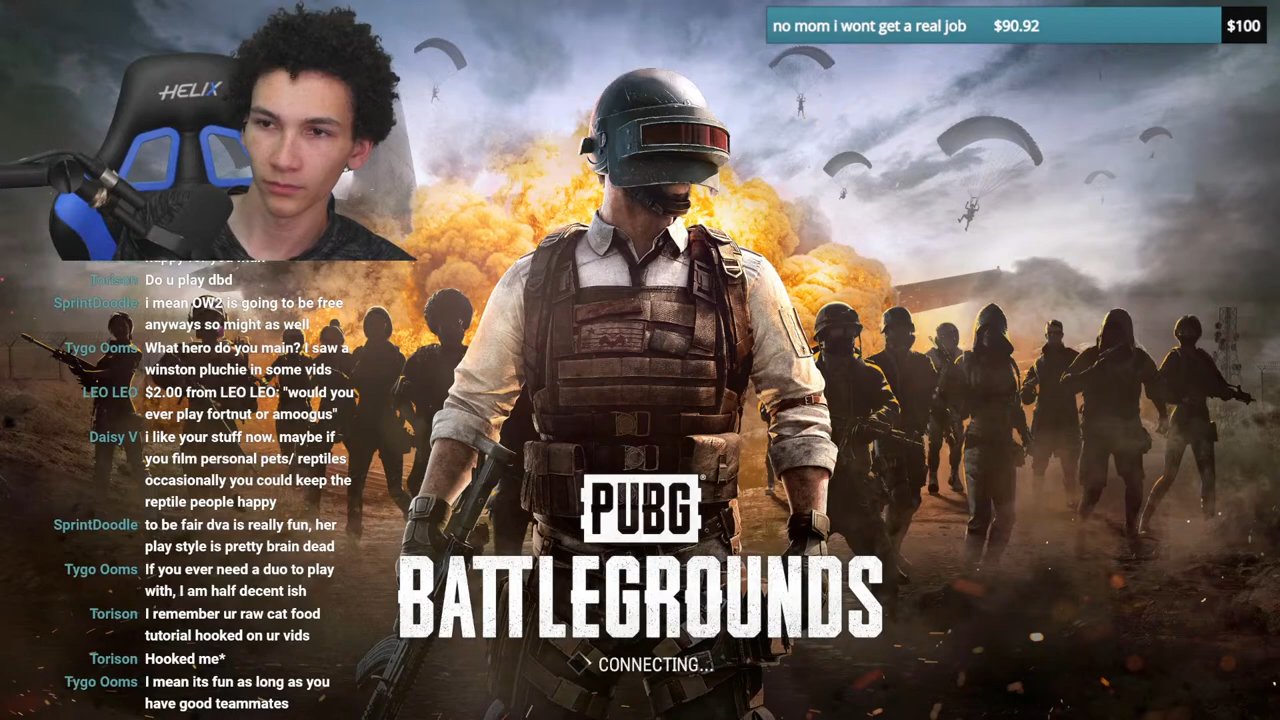 no mom i wont get a real job $90.92 $100
HELIX
Torison Do u play dbd
SprintDoodle i mean OW2 is going to be free
anyways so might as well
Tygo Ooms What hero do you main? I saw a
winston pluchie in some vids
LEO LEO $2.00 from LEO LEO: "would you
ever play fortnut or amoogus"
Daisy V i like your stuff now. maybe if
you film personal pets/ reptiles
occasionally you could keep the
reptile people happy
SprintDoodle to be fair dva is really fun, her
play style is pretty brain dead
Tygo Ooms If you ever need a duo to play
with, I am half decent ish
Torison I remember ur raw cat food
tutorial hooked on ur vids
Torison Hooked me*
Tygo Ooms I mean its fun as long as you
have good teammates
PUBG
BATTLEGROUNDS
CONNECTING...